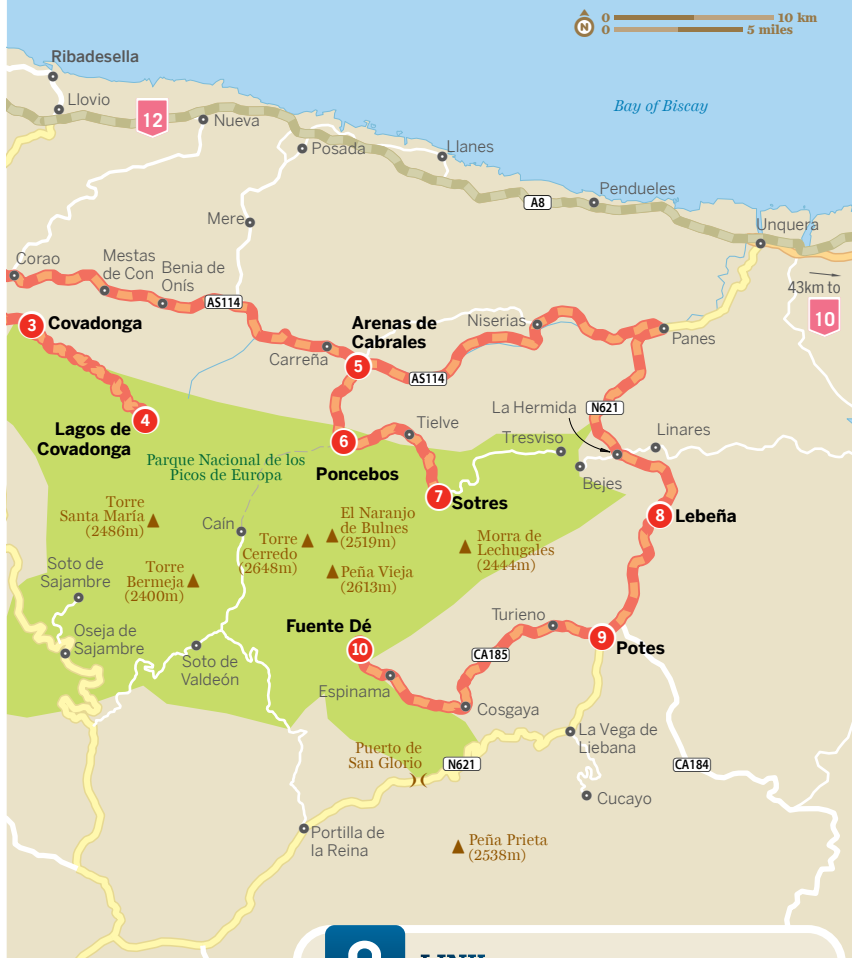 0 10 km
N
0 5 miles
Ribadesella
Llovio
Bay of Biscay
12
Nueva
Posada
Llanes
Pendueles
A8
Mere
Unquera
Corao
Mestas
de Con
Benia de
Onís
43km to
10
AS114
3 Covadonga
Arenas de
Cabrales
5
Niserias
Panes
Carreña
AS114
La Hermida
N621
4
Lagos de
Covadonga
6
Poncebos
Tielve
Tresviso
Linares
Bejes
Parque Nacional de los
Picos de Europa
7 Sotres
8 Lebeña
Torre
Santa María
(2486m)
Caín
Torre
Cerredo
(2648m)
El Naranjo
de Bulnes
(2519m)
Morra de
Lechugales
(2444m)
Soto de
Sajambre
Torre
Bermeja
(2400m)
Peña Vieja
(2613m)
Fuente Dé
10
Turieno
9
Potes
Oseja de
Sajambre
Soto de
Valdeón
CA185
Espinama
Cosgaya
La Vega de
Liebana
Puerto de
San Glorio
N621
CA184
Cucayo
Portilla de
la Reina
Peña Prieta
(2538m)